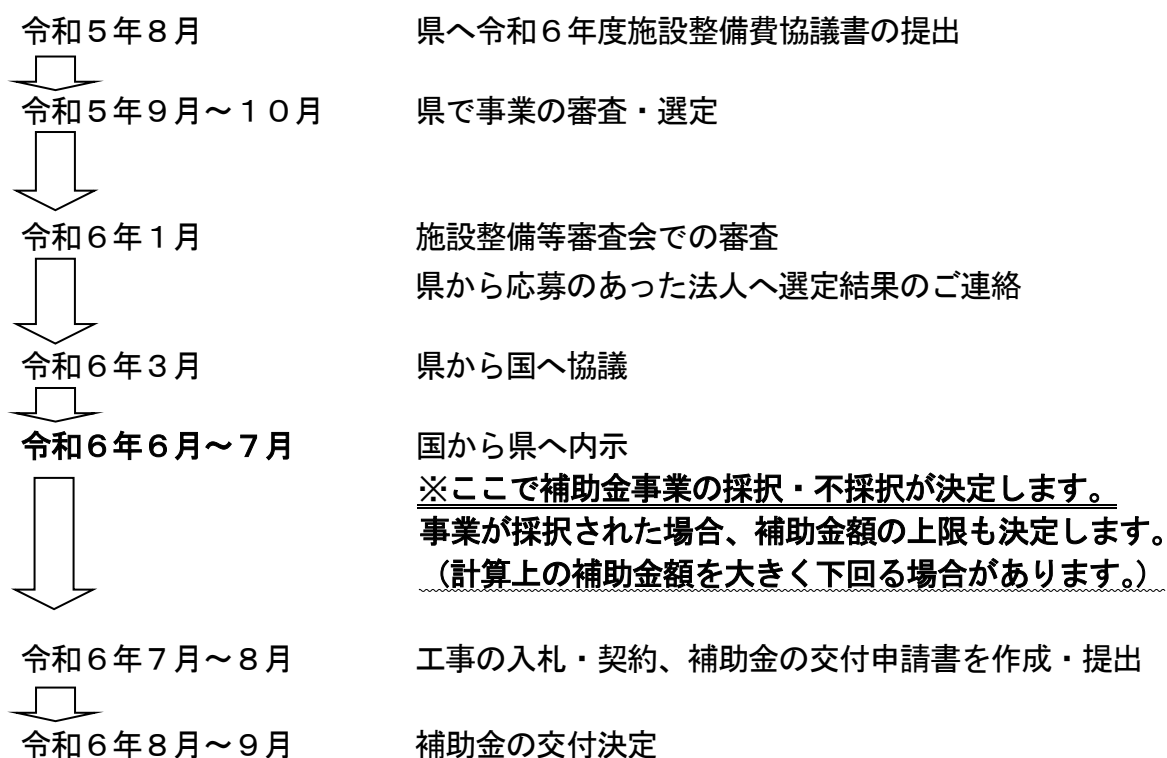 令和５年８月　県へ令和６年度施設整備費協議書の提出
令和５年９月～１０月　県で事業の審査・選定
令和６年１月　施設整備等審査会での審査
県から応募のあった法人へ選定結果のご連絡
令和６年３月　県から国へ協議
令和６年６月～７月　国から県へ内示
※ここで補助金事業の採択・不採択が決定します。
事業が採択された場合、補助金額の上限も決定します。
（計算上の補助金額を大きく下回る場合があります。）
令和６年７月～８月　工事の入札・契約、補助金の交付申請書を作成・提出
令和６年８月～９月　補助金の交付決定